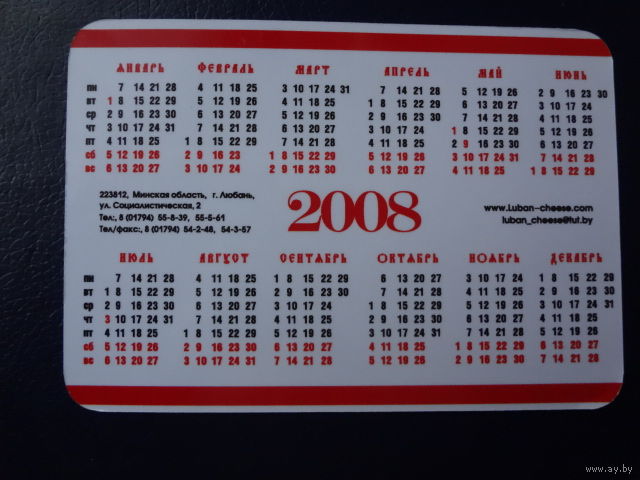 ЯНВАРЬ ФЕВРАЛЬ МАРТ АПРЕЛЬ МАЙ ИЮНЬ
пн 7 14 21 28 4 11 18 25 3 10 17 24 31 7 14 21 28 5 12 19 26 2 9 16 23 30
вт 1 8 15 22 29 5 12 19 26 4 11 18 25 1 8 15 22 29 6 13 20 27 3 10 17 24
ср 2 9 16 23 30 6 13 20 27 5 12 19 26 2 9 16 23 30 7 14 21 28 4 11 18 25
чт 3 10 17 24 31 7 14 21 28 6 13 20 27 3 10 17 24 1 8 15 22 29 5 12 19 26
пт 4 11 18 25 1 8 15 22 29 7 14 21 28 4 11 18 25 2 9 16 23 30 6 13 20 27
сб 5 12 19 26 2 9 16 23 1 8 15 22 29 5 12 19 26 3 10 17 24 31 7 14 21 28
вс 6 13 20 27 3 10 17 24 2 9 16 23 30 6 13 20 27 4 11 18 25 1 8 15 22 29
223812, Минская область, г. Любань,
ул. Социалистическая, 2
Тел:, 8 (01794) 55-8-39, 55-5-61
Тел/факс:, 8 (01794) 54-2-48, 54-3-57
2008
www.Luban-cheese.com
luban_cheese@tut.by
ИЮЛЬ АВГУСТ СЕНТЯБРЬ ОКТЯБРЬ НОЯБРЬ ДЕКАБРЬ
пн 7 14 21 28 4 11 18 25 1 8 15 22 29 6 13 20 27 3 10 17 24 1 8 15 22 29
вт 1 8 15 22 29 5 12 19 26 2 9 16 23 30 7 14 21 28 4 11 18 25 2 9 16 23 30
ср 2 9 16 23 30 6 13 20 27 3 10 17 24 1 8 15 22 29 5 12 19 26 3 10 17 24 31
чт 3 10 17 24 31 7 14 21 28 4 11 18 25 2 9 16 23 30 6 13 20 27 4 11 18 25
пт 4 11 18 25 1 8 15 22 29 5 12 19 26 3 10 17 24 31 7 14 21 28 5 12 19 26
сб 5 12 19 26 2 9 16 23 30 6 13 20 27 4 11 18 25 1 8 15 22 29 6 13 20 27
вс 6 13 20 27 3 10 17 24 31 7 14 21 28 5 12 19 26 2 9 16 23 30 7 14 21 28
www.ay.by